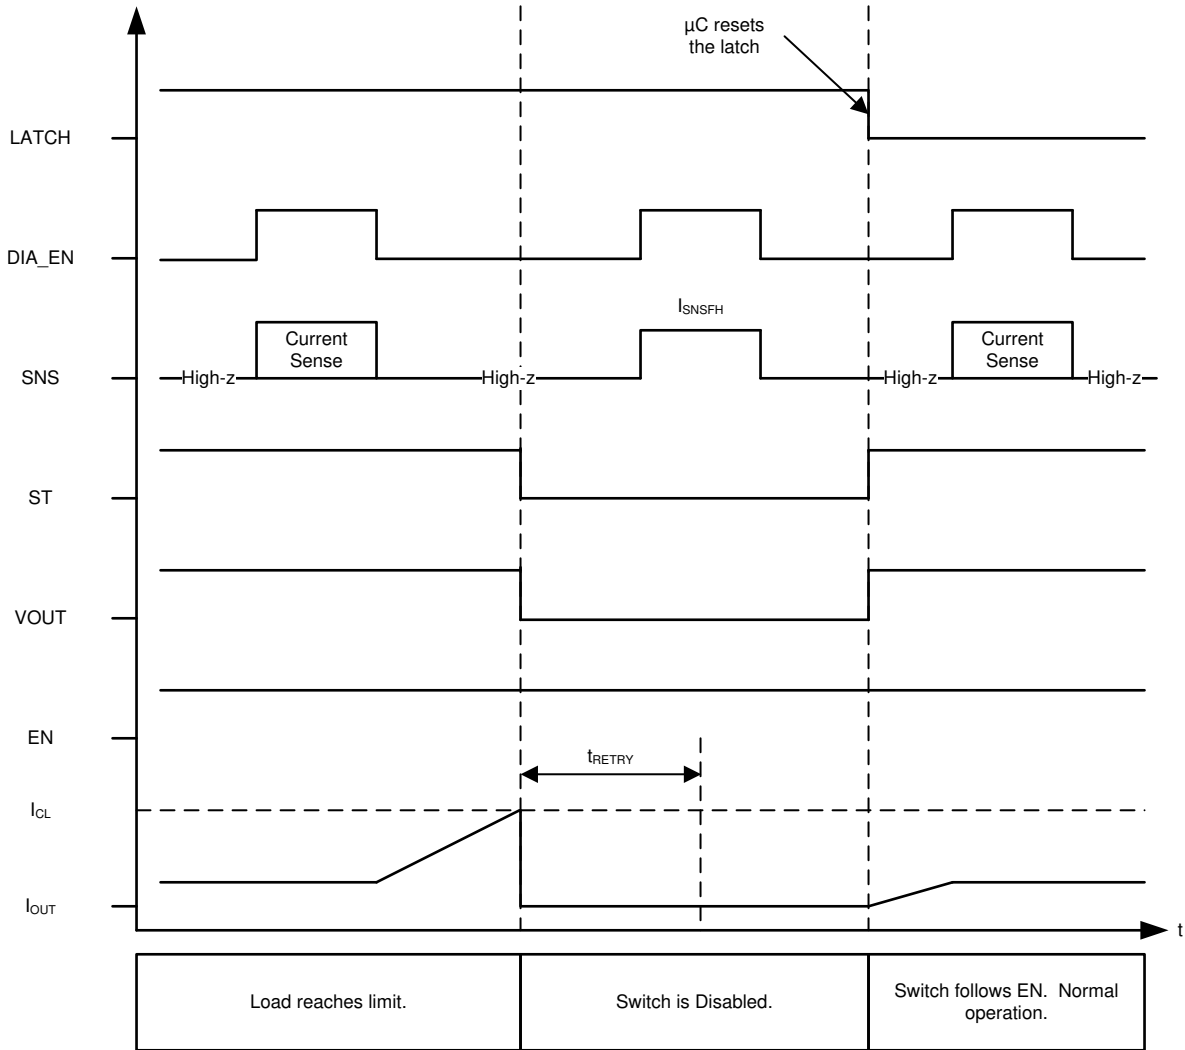 µC resets
the latch
LATCH
DIA_EN
ISNSFH
Current
Sense
Current
Sense
SNS
High-z
High-z
High-z
High-z
ST
VOUT
EN
tRETRY
ICL
IOUT
t
Load reaches limit.
Switch is Disabled.
Switch follows EN. Normal
operation.